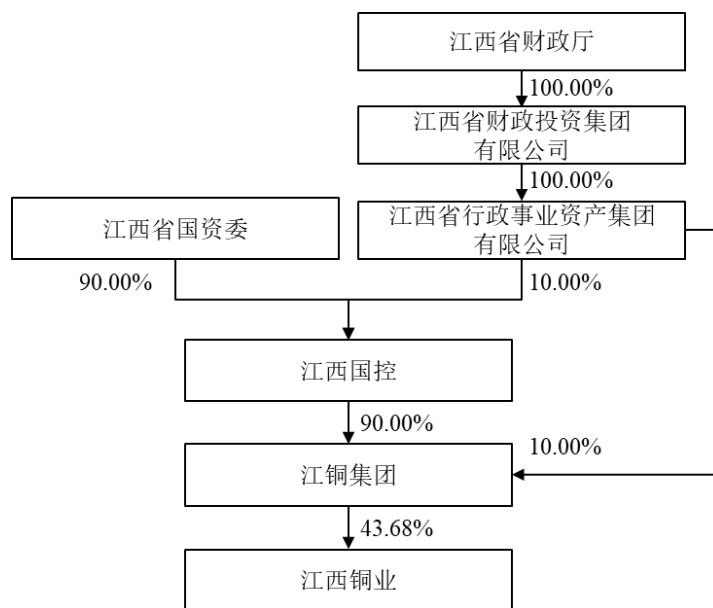 江西省财政厅
100.00%
江西省财政投资集团
有限公司
100.00%
江西省国资委
江西省行政事业资产集团
有限公司
90.00%
10.00%
江西国控
90.00%
10.00%
江铜集团
43.68%
江西铜业